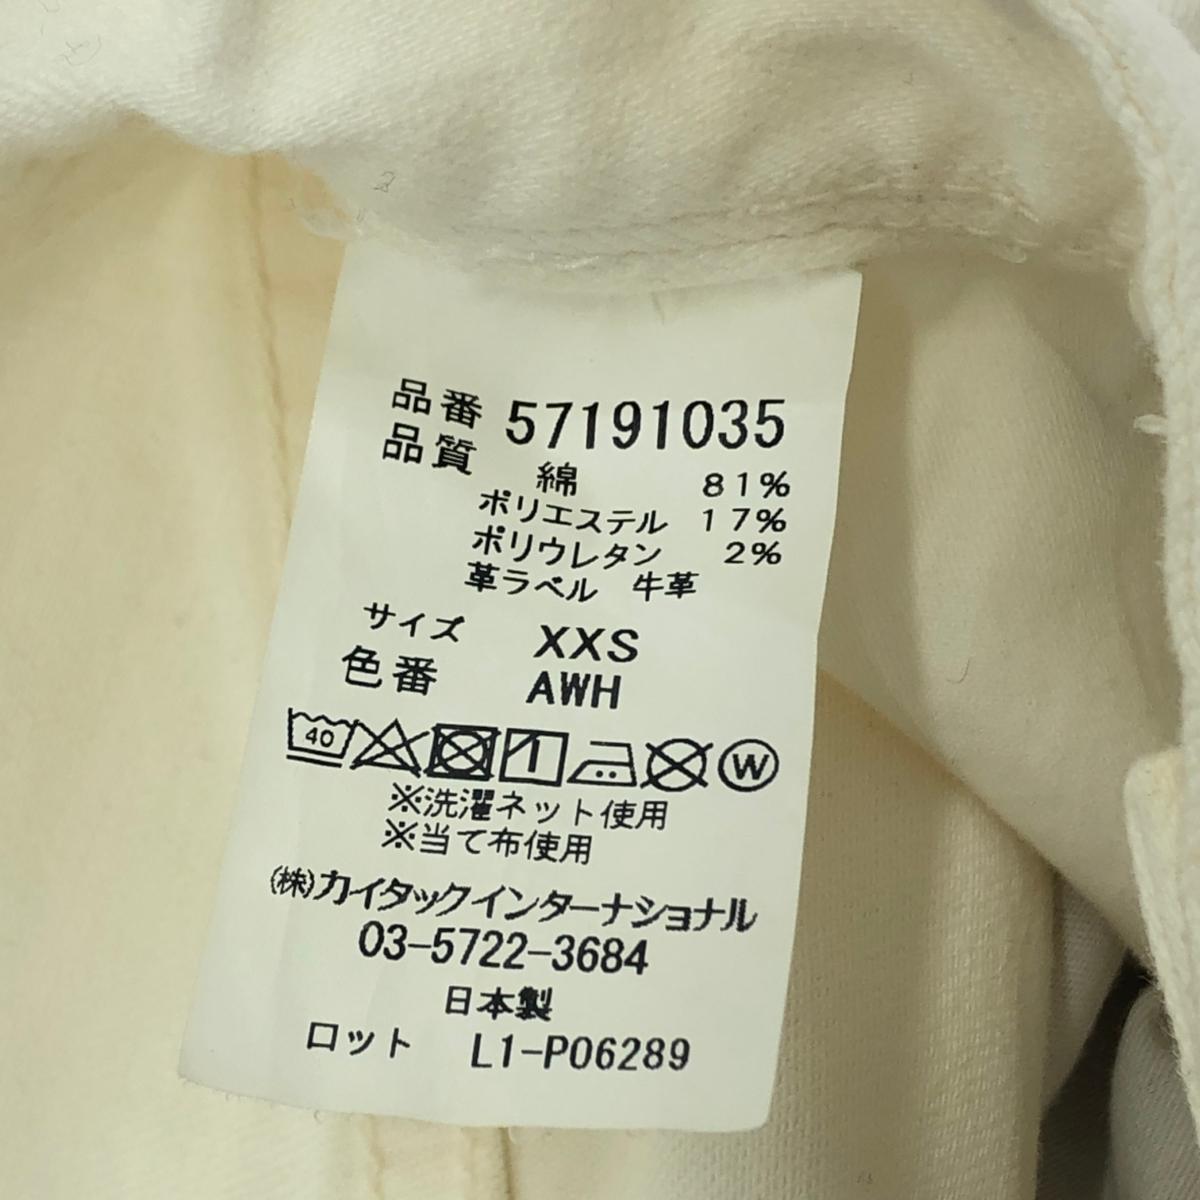 品番 57191035
品質 綿 81%
ポリエステル 17%
ポリウレタン 2%
革ラベル 牛革
サイズ XXS
色番 AWH
40 W
※洗濯ネット使用
※当て布使用
(株)カイタックインターナショナル
03-5722-3684
日本製
ロット L1-P06289